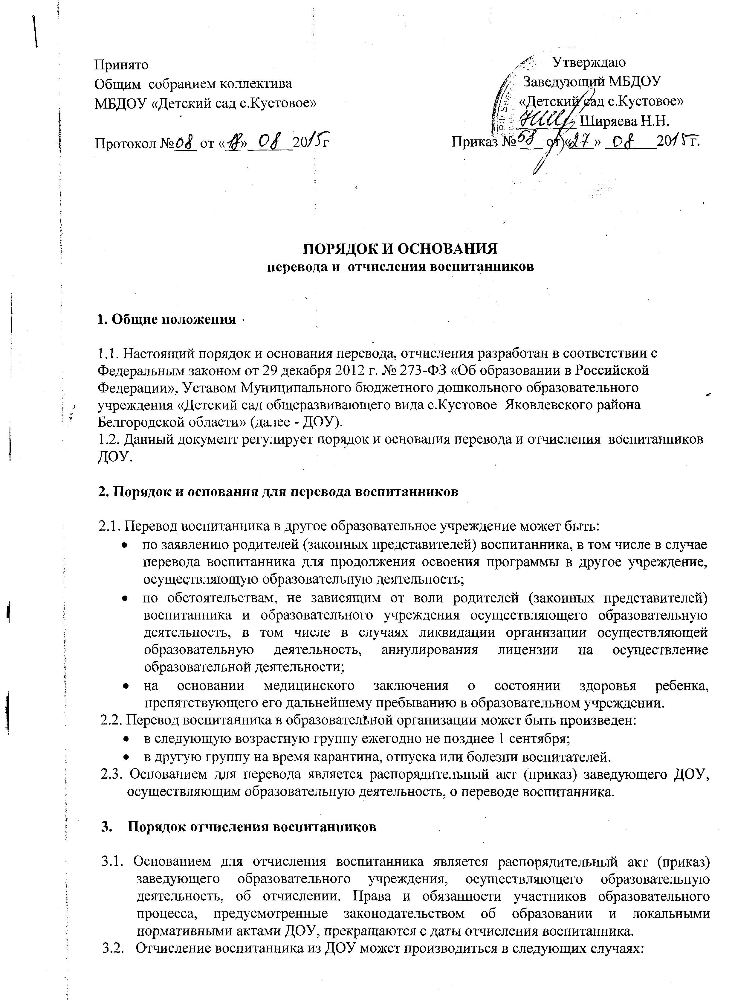 Принято
Общим собранием коллектива
МБДОУ «Детский сад с.Кустовое»
Протокол №08 от «18» 08 2015г
Утверждаю
Заведующий МБДОУ
«Детский сад с.Кустовое»
Ширяева Н.Н.
Приказ № 58 от «27» 08 2015г.
РФ Белго
ПОРЯДОК И ОСНОВАНИЯ
перевода и отчисления воспитанников
1. Общие положения
1.1. Настоящий порядок и основания перевода, отчисления разработан в соответствии с
Федеральным законом от 29 декабря 2012 г. № 273-ФЗ «Об образовании в Российской
Федерации», Уставом Муниципального бюджетного дошкольного образовательного
учреждения «Детский сад общеразвивающего вида с.Кустовое Яковлевского района
Белгородской области» (далее - ДОУ).
1.2. Данный документ регулирует порядок и основания перевода и отчисления воспитанников
ДОУ.
2. Порядок и основания для перевода воспитанников
2.1. Перевод воспитанника в другое образовательное учреждение может быть:
• по заявлению родителей (законных представителей) воспитанника, в том числе в случае
перевода воспитанника для продолжения освоения программы в другое учреждение,
осуществляющую образовательную деятельность;
• по обстоятельствам, не зависящим от воли родителей (законных представителей)
воспитанника и образовательного учреждения осуществляющего образовательную
деятельность, в том числе в случаях ликвидации организации осуществляющей
образовательную деятельность, аннулирования лицензии на осуществление
образовательной деятельности;
• на основании медицинского заключения о состоянии здоровья ребенка,
препятствующего его дальнейшему пребыванию в образовательном учреждении.
2.2. Перевод воспитанника в образовательной организации может быть произведен:
• в следующую возрастную группу ежегодно не позднее 1 сентября;
• в другую группу на время карантина, отпуска или болезни воспитателей.
2.3. Основанием для перевода является распорядительный акт (приказ) заведующего ДОУ,
осуществляющим образовательную деятельность, о переводе воспитанника.
3. Порядок отчисления воспитанников
3.1. Основанием для отчисления воспитанника является распорядительный акт (приказ)
заведующего образовательного учреждения, осуществляющего образовательную
деятельность, об отчислении. Права и обязанности участников образовательного
процесса, предусмотренные законодательством об образовании и локальными
нормативными актами ДОУ, прекращаются с даты отчисления воспитанника.
3.2. Отчисление воспитанника из ДОУ может производиться в следующих случаях: